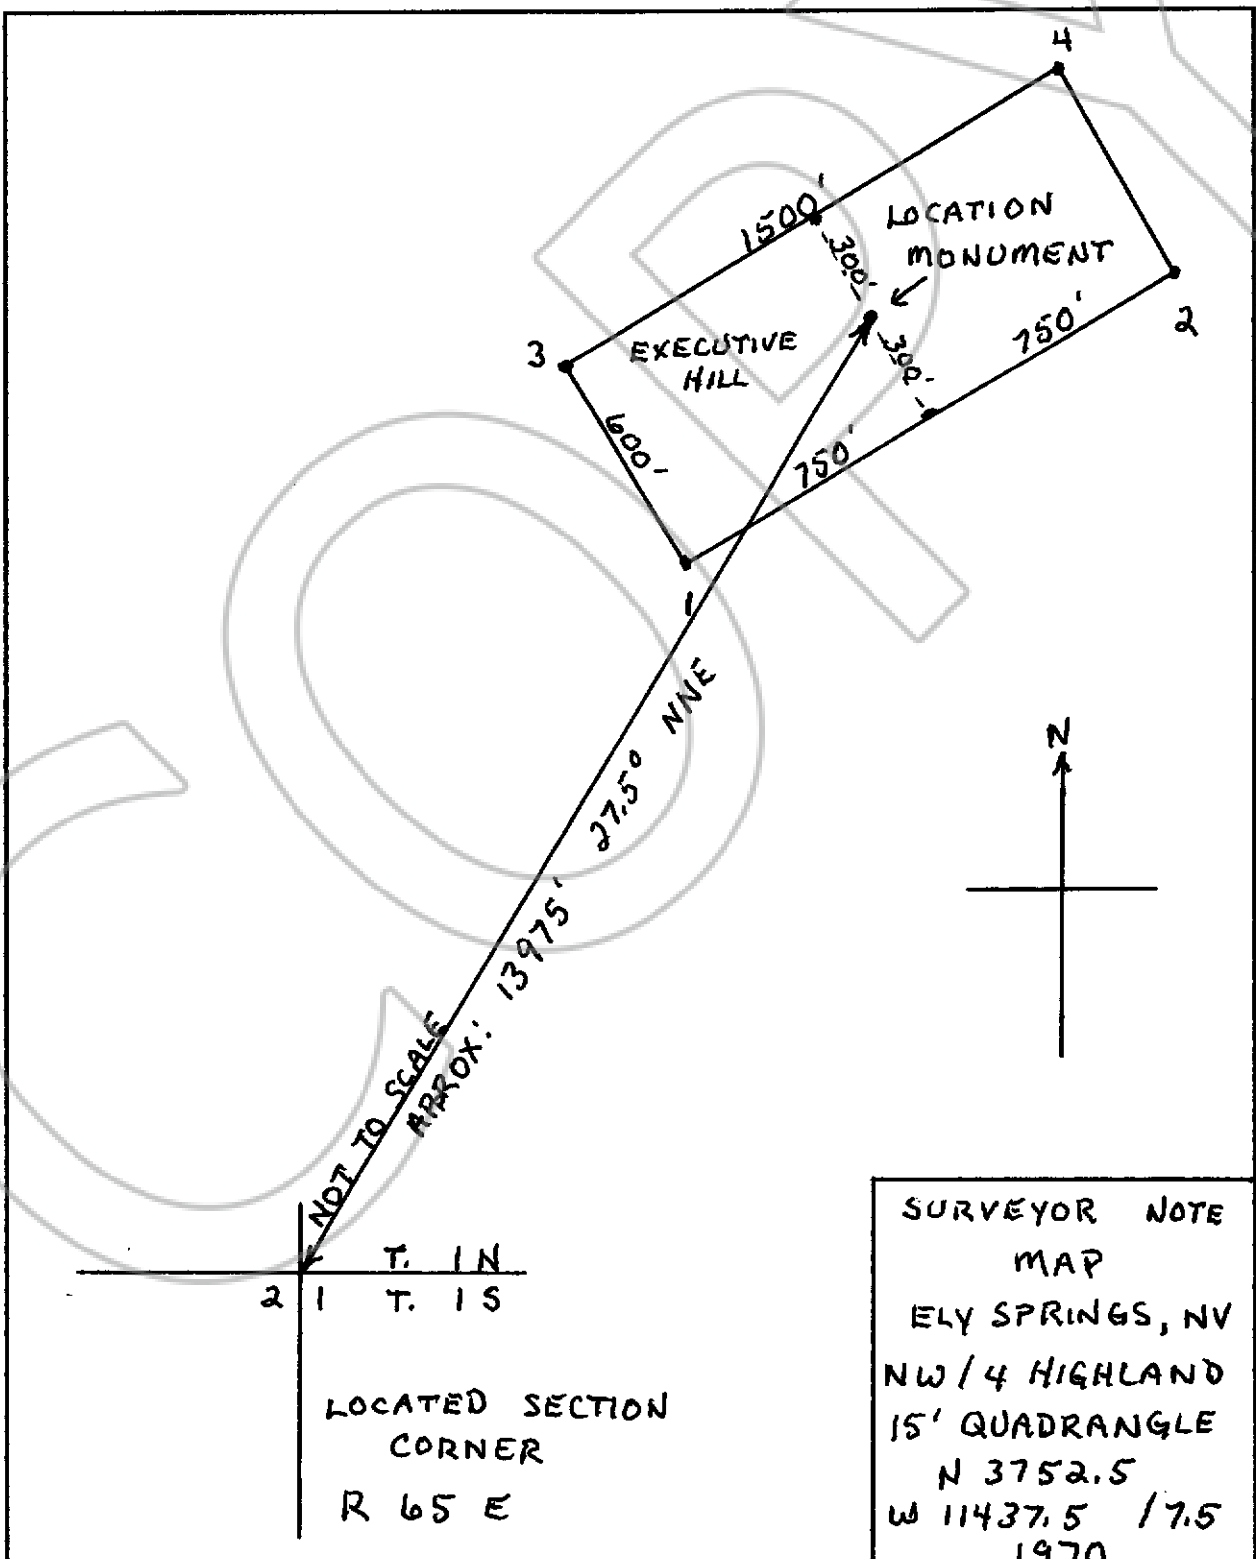 4
1500'
LOCATION
MONUMENT
300'
2
750'
3
EXECUTIVE
HILL
300'
600'
750'
1
NNE
27.5°
N
13975'
APPROX:
NOT TO SCALE
T. 1 N
2 1 T. 1 S
LOCATED SECTION
CORNER
R 65 E
SURVEYOR NOTE
MAP
ELY SPRINGS, NV
NW/4 HIGHLAND
15' QUADRANGLE
N 3752.5
W 11437.5 / 7.5
1970
COPY